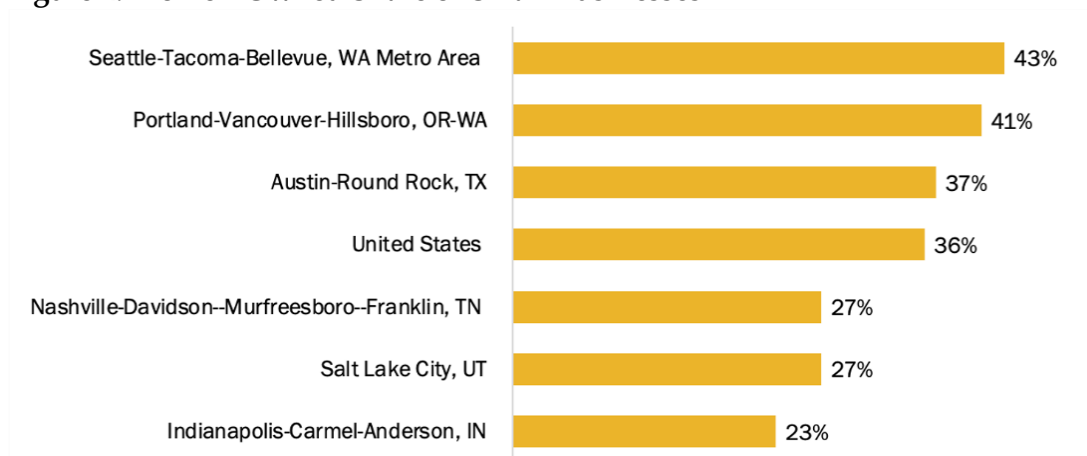 Seattle-Tacoma-Bellevue, WA Metro Area 43%
Portland-Vancouver-Hillsboro, OR-WA 41%
Austin-Round Rock, TX 37%
United States 36%
Nashville-Davidson--Murfreesboro--Franklin, TN 27%
Salt Lake City, UT 27%
Indianapolis-Carmel-Anderson, IN 23%